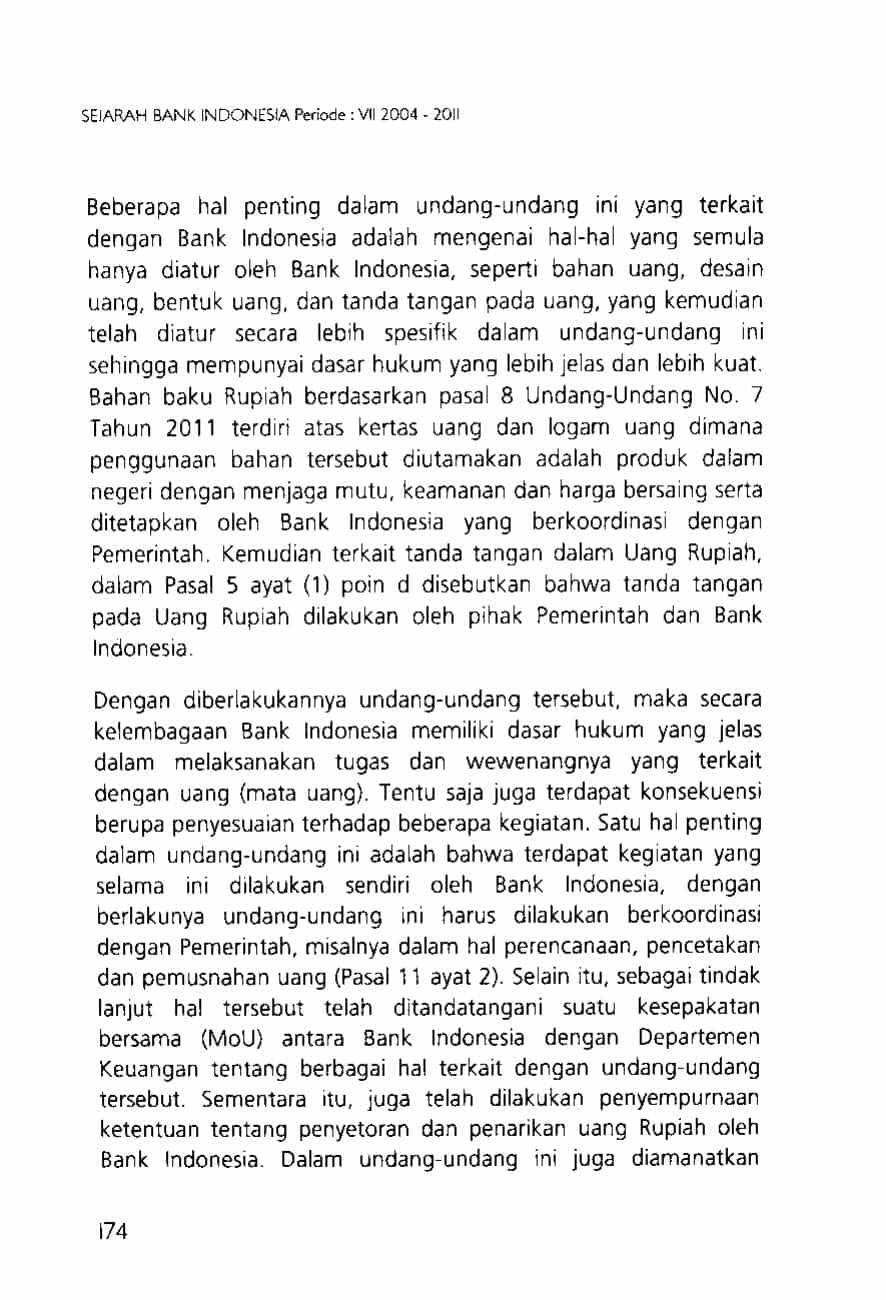 SEJARAH BANK INDONESIA Periode : VII 2004 - 2011
Beberapa hal penting dalam undang-undang ini yang terkait
dengan Bank Indonesia adalah mengenai hal-hal yang semula
hanya diatur oleh Bank Indonesia, seperti bahan uang, desain
uang, bentuk uang, dan tanda tangan pada uang, yang kemudian
telah diatur secara lebih spesifik dalam undang-undang ini
sehingga mempunyai dasar hukum yang lebih jelas dan lebih kuat.
Bahan baku Rupiah berdasarkan pasal 8 Undang-Undang No. 7
Tahun 2011 terdiri atas kertas uang dan logam uang dimana
penggunaan bahan tersebut diutamakan adalah produk dalam
negeri dengan menjaga mutu, keamanan dan harga bersaing serta
ditetapkan oleh Bank Indonesia yang berkoordinasi dengan
Pemerintah. Kemudian terkait tanda tangan dalam Uang Rupiah,
dalam Pasal 5 ayat (1) poin d disebutkan bahwa tanda tangan
pada Uang Rupiah dilakukan oleh pihak Pemerintah dan Bank
Indonesia.
Dengan diberlakukannya undang-undang tersebut, maka secara
kelembagaan Bank Indonesia memiliki dasar hukum yang jelas
dalam melaksanakan tugas dan wewenangnya yang terkait
dengan uang (mata uang). Tentu saja juga terdapat konsekuensi
berupa penyesuaian terhadap beberapa kegiatan. Satu hal penting
dalam undang-undang ini adalah bahwa terdapat kegiatan yang
selama ini dilakukan sendiri oleh Bank Indonesia, dengan
berlakunya undang-undang ini harus dilakukan berkoordinasi
dengan Pemerintah, misalnya dalam hal perencanaan, pencetakan
dan pemusnahan uang (Pasal 11 ayat 2). Selain itu, sebagai tindak
lanjut hal tersebut telah ditandatangani suatu kesepakatan
bersama (MoU) antara Bank Indonesia dengan Departemen
Keuangan tentang berbagai hal terkait dengan undang-undang
tersebut. Sementara itu, juga telah dilakukan penyempurnaan
ketentuan tentang penyetoran dan penarikan uang Rupiah oleh
Bank Indonesia. Dalam undang-undang ini juga diamanatkan
174